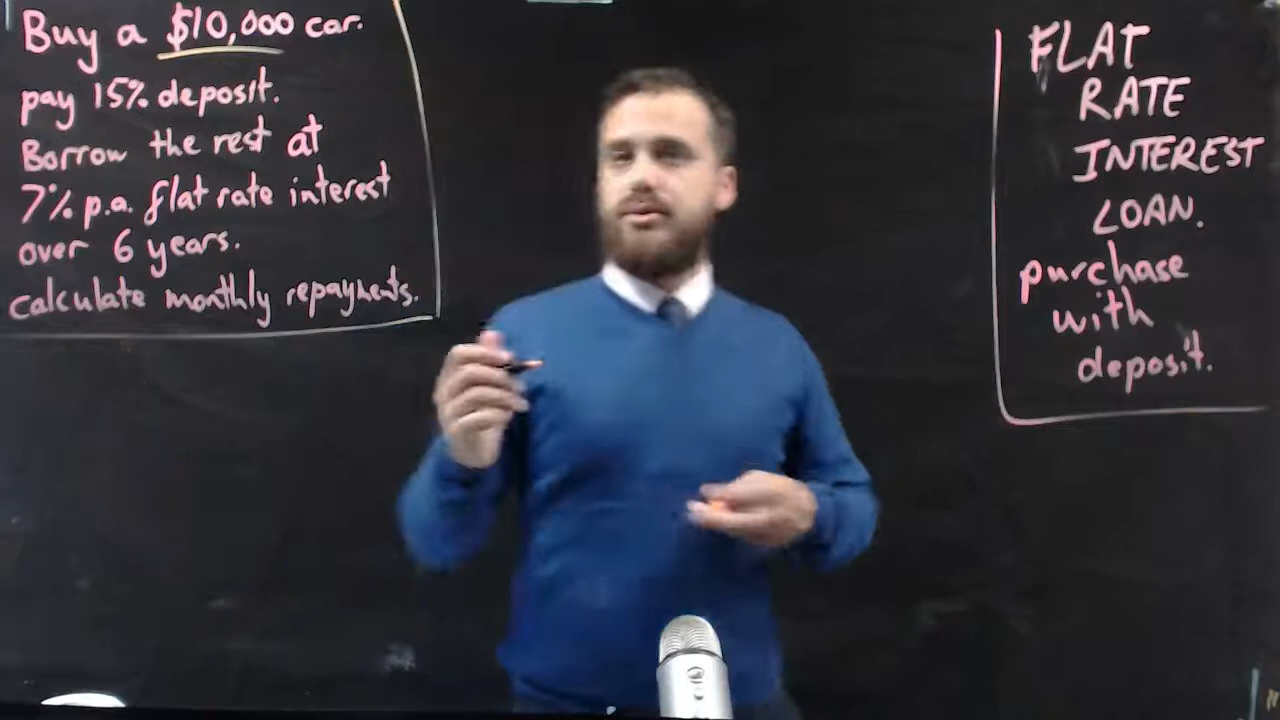 Buy a $10,000 car.
pay 15% deposit.
Borrow the rest at
7% p.a. flat rate interest
over 6 years.
calculate monthly repayments.
FLAT
RATE
INTEREST
LOAN.
purchase
with
deposit.